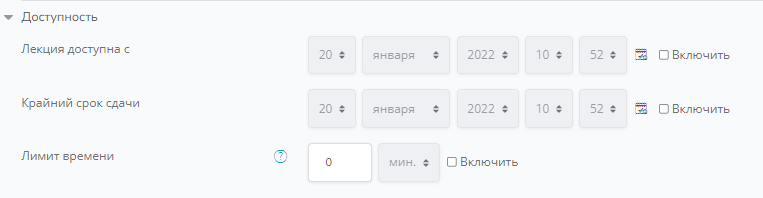 Доступность
Лекция доступна с 20 января 2022 10 52 Включить
Крайний срок сдачи 20 января 2022 10 52 Включить
Лимит времени ? 0 мин. Включить